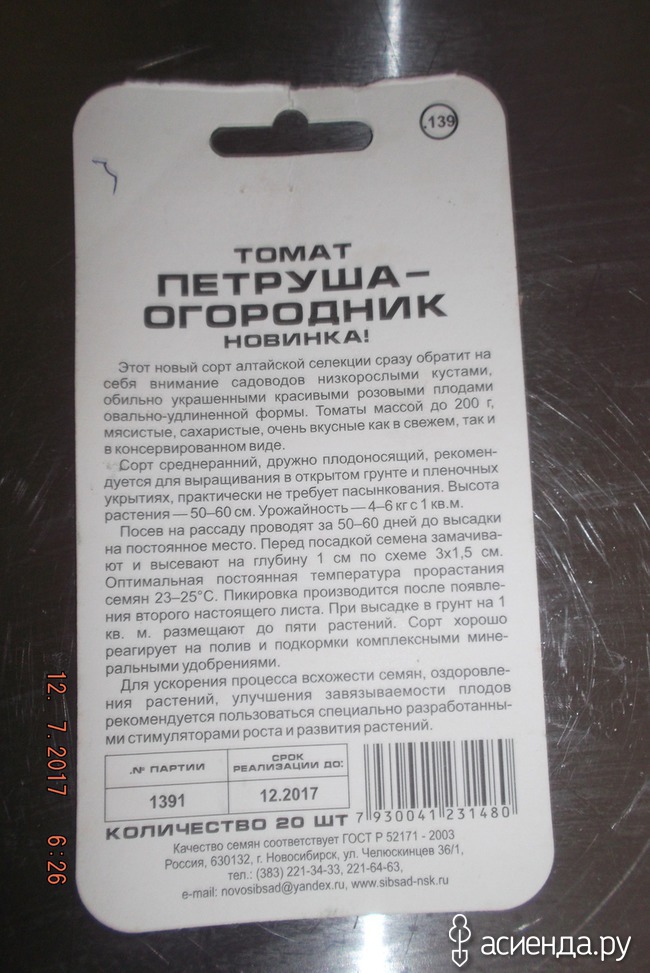 .139
ТОМАТ
ПЕТРУША–
ОГОРОДНИК
НОВИНКА!
Этот новый сорт алтайской селекции сразу обратит на
себя внимание садоводов низкорослыми кустами,
обильно украшенными красивыми розовыми плодами
овально-удлиненной формы. Томаты массой до 200 г,
мясистые, сахаристые, очень вкусные как в свежем, так и
в консервированном виде.
Сорт среднеранний, дружно плодоносящий, рекомен-
дуется для выращивания в открытом грунте и пленочных
укрытиях, практически не требует пасынкования. Высота
растения — 50–60 см. Урожайность — 4–6 кг с 1 кв.м.
Посев на рассаду проводят за 50–60 дней до высадки
на постоянное место. Перед посадкой семена замачива-
ют и высевают на глубину 1 см по схеме 3х1,5 см.
Оптимальная постоянная температура прорастания
семян 23–25°С. Пикировка производится после появле-
ния второго настоящего листа. При высадке в грунт на 1
кв. м. размещают до пяти растений. Сорт хорошо
реагирует на полив и подкормки комплексными мине-
ральными удобрениями.
Для ускорения процесса всхожести семян, оздоровле-
ния растений, улучшения завязываемости плодов
рекомендуется пользоваться специально разработанны-
ми стимуляторами роста и развития растений.
.№ ПАРТИИ
СРОК
РЕАЛИЗАЦИИ ДО:
1391
12.2017
7 930041 231480
КОЛИЧЕСТВО 20 ШТ
Качество семян соответствует ГОСТ Р 52171 - 2003
Россия, 630132, г. Новосибирск, ул. Челюскинцев 36/1,
тел.: (383) 221-34-33, 221-64-63,
e-mail: novosibsad@yandex.ru, www.sibsad-nsk.ru
12. 7. 2017 6:26
асиенда.ру